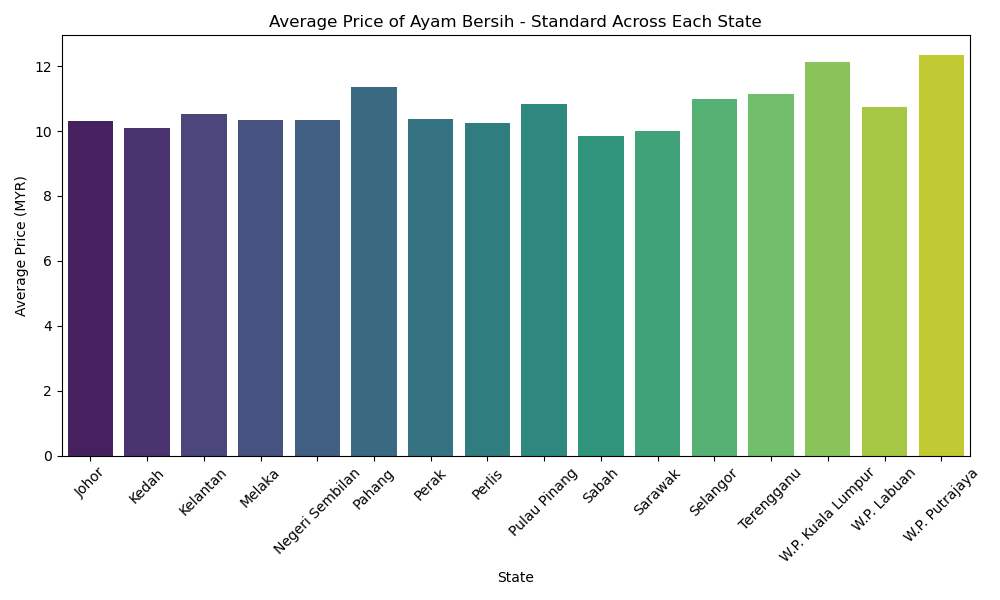 Average Price of Ayam Bersih - Standard Across Each State
Average Price (MYR)
12
10
8
6
4
2
0
Johor
Kedah
Kelantan
Melaka
Negeri Sembilan
Pahang
Perak
Perlis
Pulau Pinang
Sabah
Sarawak
Selangor
Terengganu
W.P. Kuala Lumpur
W.P. Labuan
W.P. Putrajaya
State